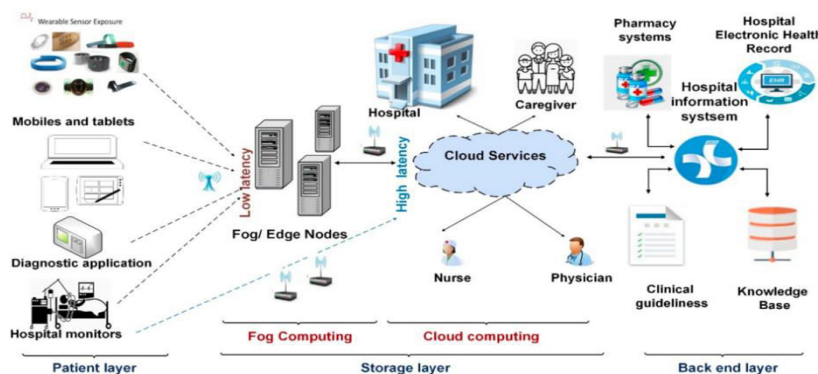 Wearable Sensor Exposure
Mobiles and tablets
Diagnostic application
Hospital monitors
Patient layer
Low latency
Fog/ Edge Nodes
Fog Computing
High latency
Hospital
Caregiver
Cloud Services
Nurse
Physician
Cloud computing
Storage layer
Pharmacy
systems
Hospital
Electronic Health
Record
EHR
Hospital
information
systsem
Clinical
guideliness
Knowledge
Base
Back end layer